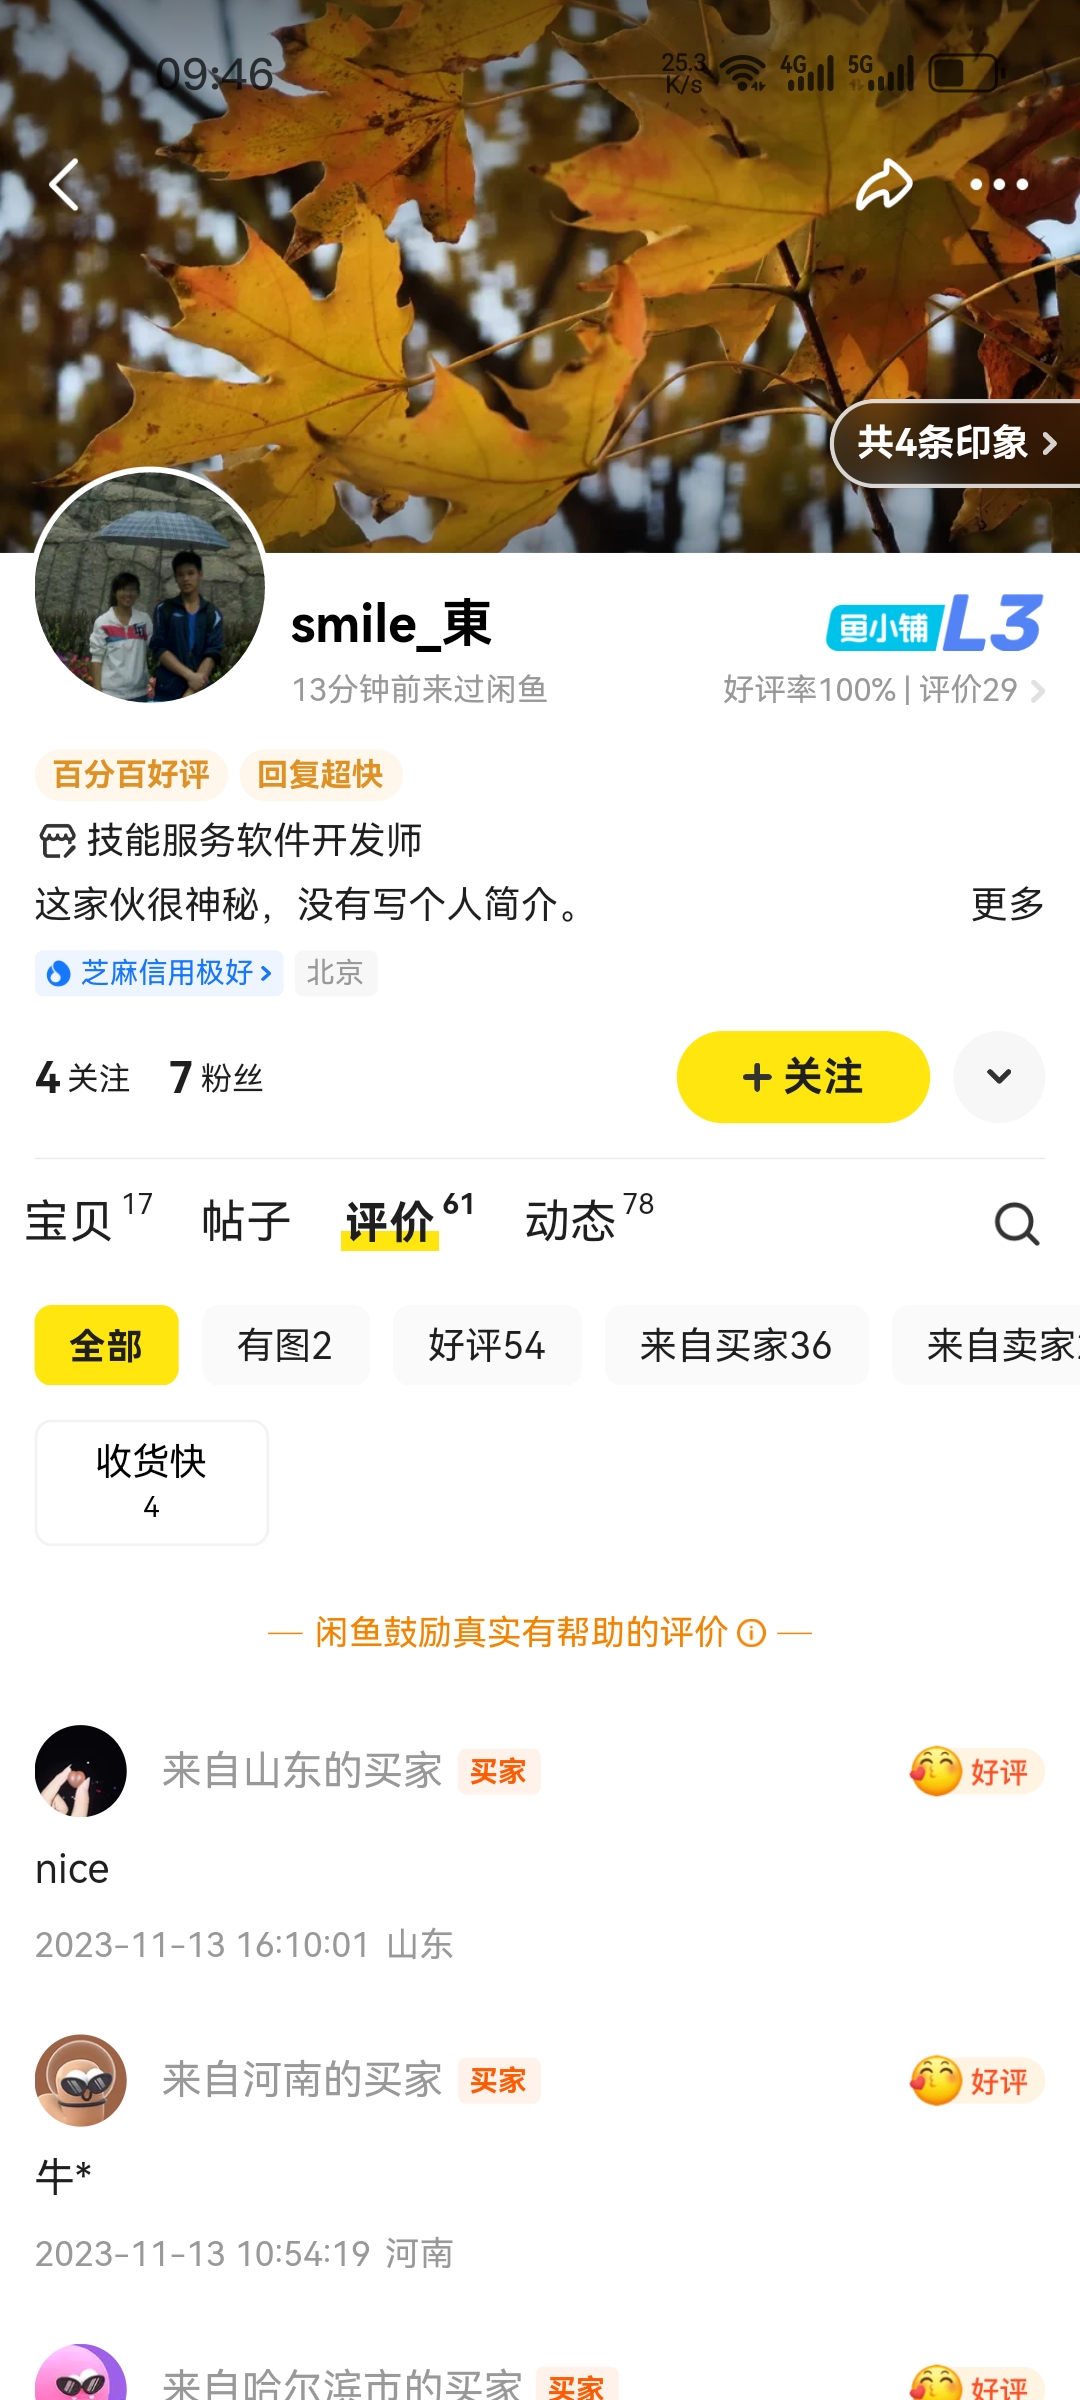 09:46
25.3
K/s
4G
5G
共4条印象
smile_東
鱼小铺 L3
13分钟前来过闲鱼
好评率100% | 评价29
百分百好评 回复超快
技能服务软件开发师
这家伙很神秘，没有写个人简介。 更多
芝麻信用极好 北京
4 关注 7 粉丝
+ 关注
宝贝 17 帖子 评价 61 动态 78
全部 有图2 好评54 来自买家36 来自卖家
收货快
4
闲鱼鼓励真实有帮助的评价
来自山东的买家 买家 好评
nice
2023-11-13 16:10:01 山东
来自河南的买家 买家 好评
牛*
2023-11-13 10:54:19 河南
来自哈尔滨市的买家 买家 好评